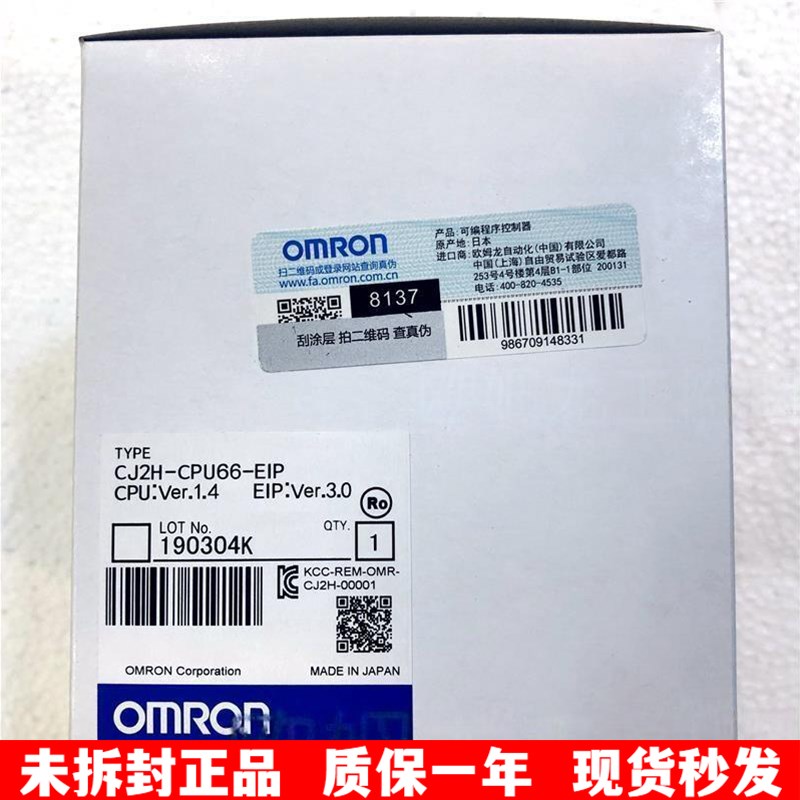 OMRON
扫二维码或登录网站查询真伪
www.fa.omron.com.cn
8137
刮涂层 拍二维码 查真伪
产品: 可编程序控制器
原产地: 日本
进口商: 欧姆龙自动化(中国)有限公司
中国(上海)自由贸易试验区爱都路
253号4号楼第4层B1-1部位 200131
电话: 400-820-4535
986709148331
TYPE
CJ2H-CPU66-EIP
CPU:Ver.1.4 EIP:Ver.3.0
Ro
LOT No. QTY.
190304K 1
KCC-REM-OMR-
CJ2H-00001
OMRON Corporation MADE IN JAPAN
OMRON
未拆封正品 质保一年 现货秒发